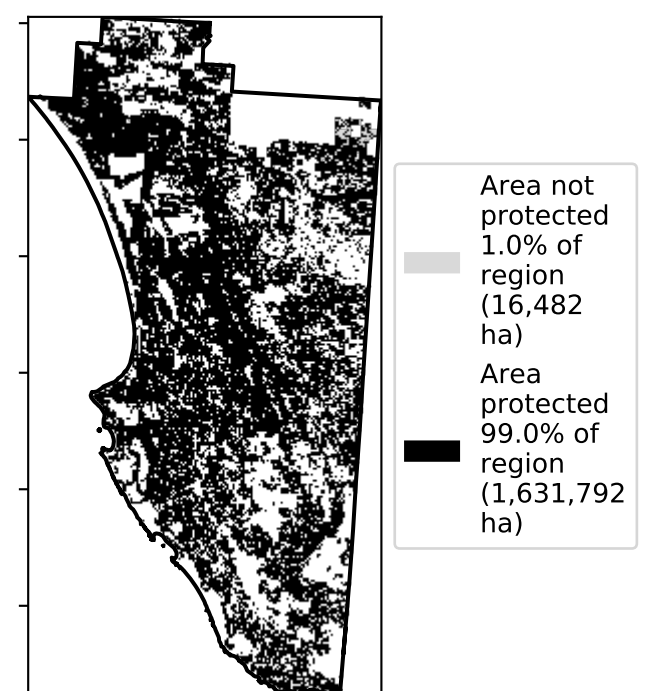 Area not
protected
1.0% of
region
(16,482
ha)
Area
protected
99.0% of
region
(1,631,792
ha)